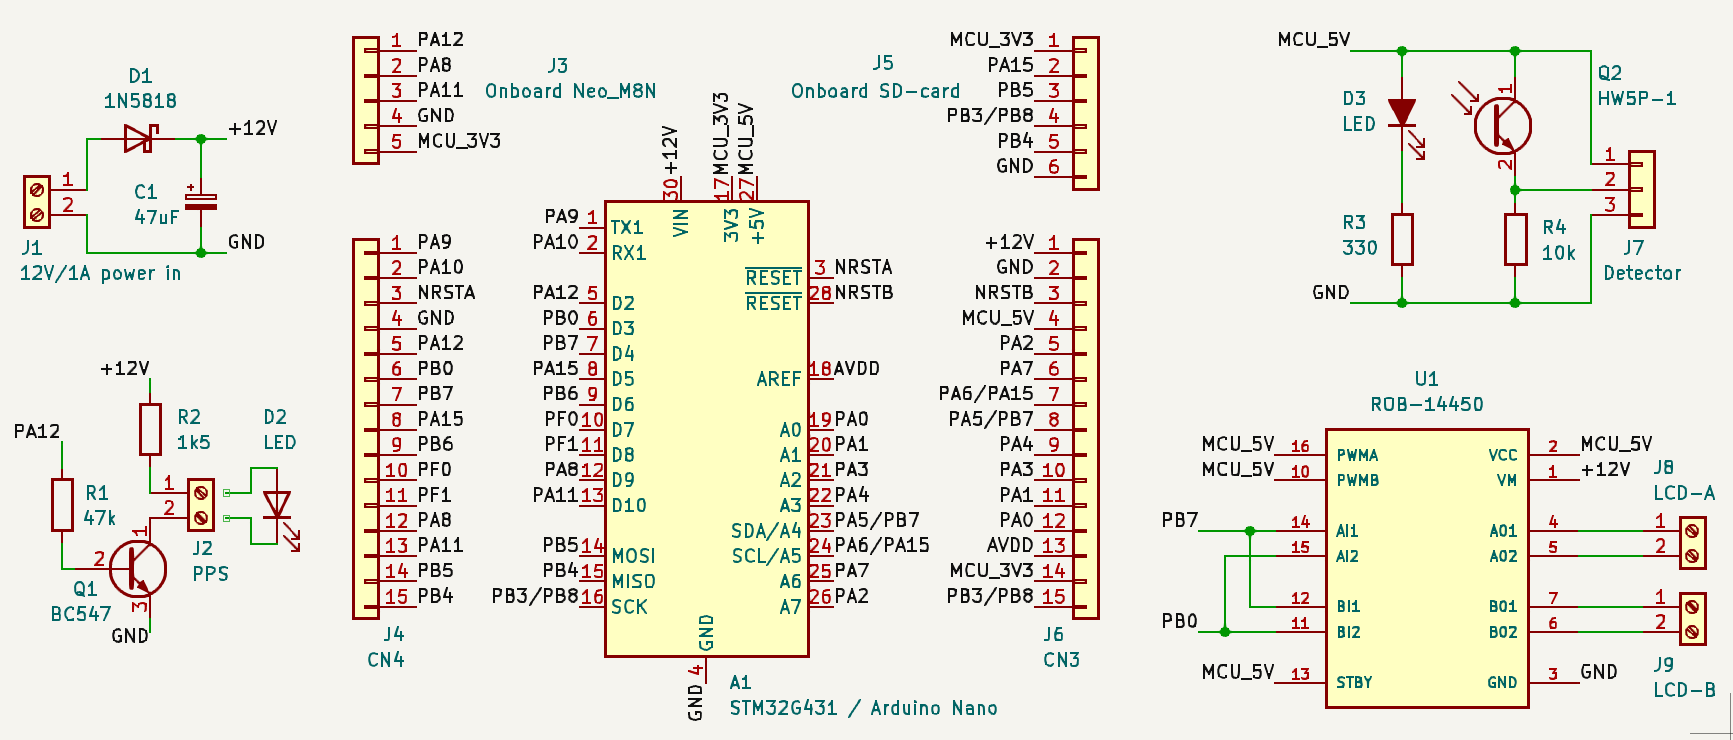 D1
1N5818
+12V
1
2
C1
47uF
+
GND
J1
12V/1A power in
+12V
PA12
R2
1k5
D2
LED
R1
47k
1
2
J2
PPS
1
2
3
Q1
BC547
GND
1 PA12
2 PA8
3 PA11
4 GND
5 MCU_3V3
J3
Onboard Neo_M8N
1 PA9
2 PA10
3 NRSTA
4 GND
5 PA12
6 PB0
7 PB7
8 PA15
9 PB6
10 PF0
11 PF1
12 PA8
13 PA11
14 PB5
15 PB4
J4
CN4
+12V MCU_3V3 MCU_5V
30 17 27
VIN 3V3 +5V
PA9 1 TX1
PA10 2 RX1
RESET 3 NRSTA
RESET 28 NRSTB
PA12 5 D2
PB0 6 D3
PB7 7 D4
PA15 8 D5
PB6 9 D6
PF0 10 D7
PF1 11 D8
PA8 12 D9
PA11 13 D10
PB5 14 MOSI
PB4 15 MISO
PB3/PB8 16 SCK
AREF 18 AVDD
A0 19 PA0
A1 20 PA1
A2 21 PA3
A3 22 PA4
SDA/A4 23 PA5/PB7
SCL/A5 24 PA6/PA15
A6 25 PA7
A7 26 PA2
GND
4
GND
A1
STM32G431 / Arduino Nano
J5
Onboard SD-card
MCU_3V3 1
PA15 2
PB5 3
PB3/PB8 4
PB4 5
GND 6
+12V 1
GND 2
NRSTB 3
MCU_5V 4
PA2 5
PA7 6
PA6/PA15 7
PA5/PB7 8
PA4 9
PA3 10
PA1 11
PA0 12
AVDD 13
MCU_3V3 14
PB3/PB8 15
J6
CN3
MCU_5V
D3
LED
1
2
Q2
HW5P-1
R3
330
R4
10k
1
2
3
J7
Detector
GND
U1
ROB-14450
MCU_5V 16 PWMA
MCU_5V 10 PWMB
PB7 14 AI1
15 AI2
12 BI1
PB0 11 BI2
MCU_5V 13 STBY
VCC 2 MCU_5V
VM 1 +12V
AO1 4
AO2 5
BO1 7
BO2 6
GND 3 GND
J8
LCD-A
1
2
1
2
J9
LCD-B